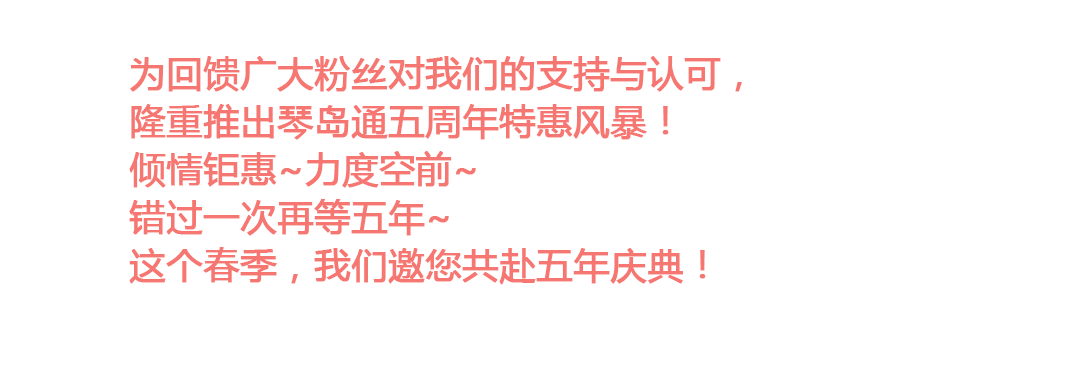 为回馈广大粉丝对我们的支持与认可，
隆重推出琴岛通五周年特惠风暴！
倾情钜惠~力度空前~
错过一次再等五年~
这个春季，我们邀您共赴五年庆典！